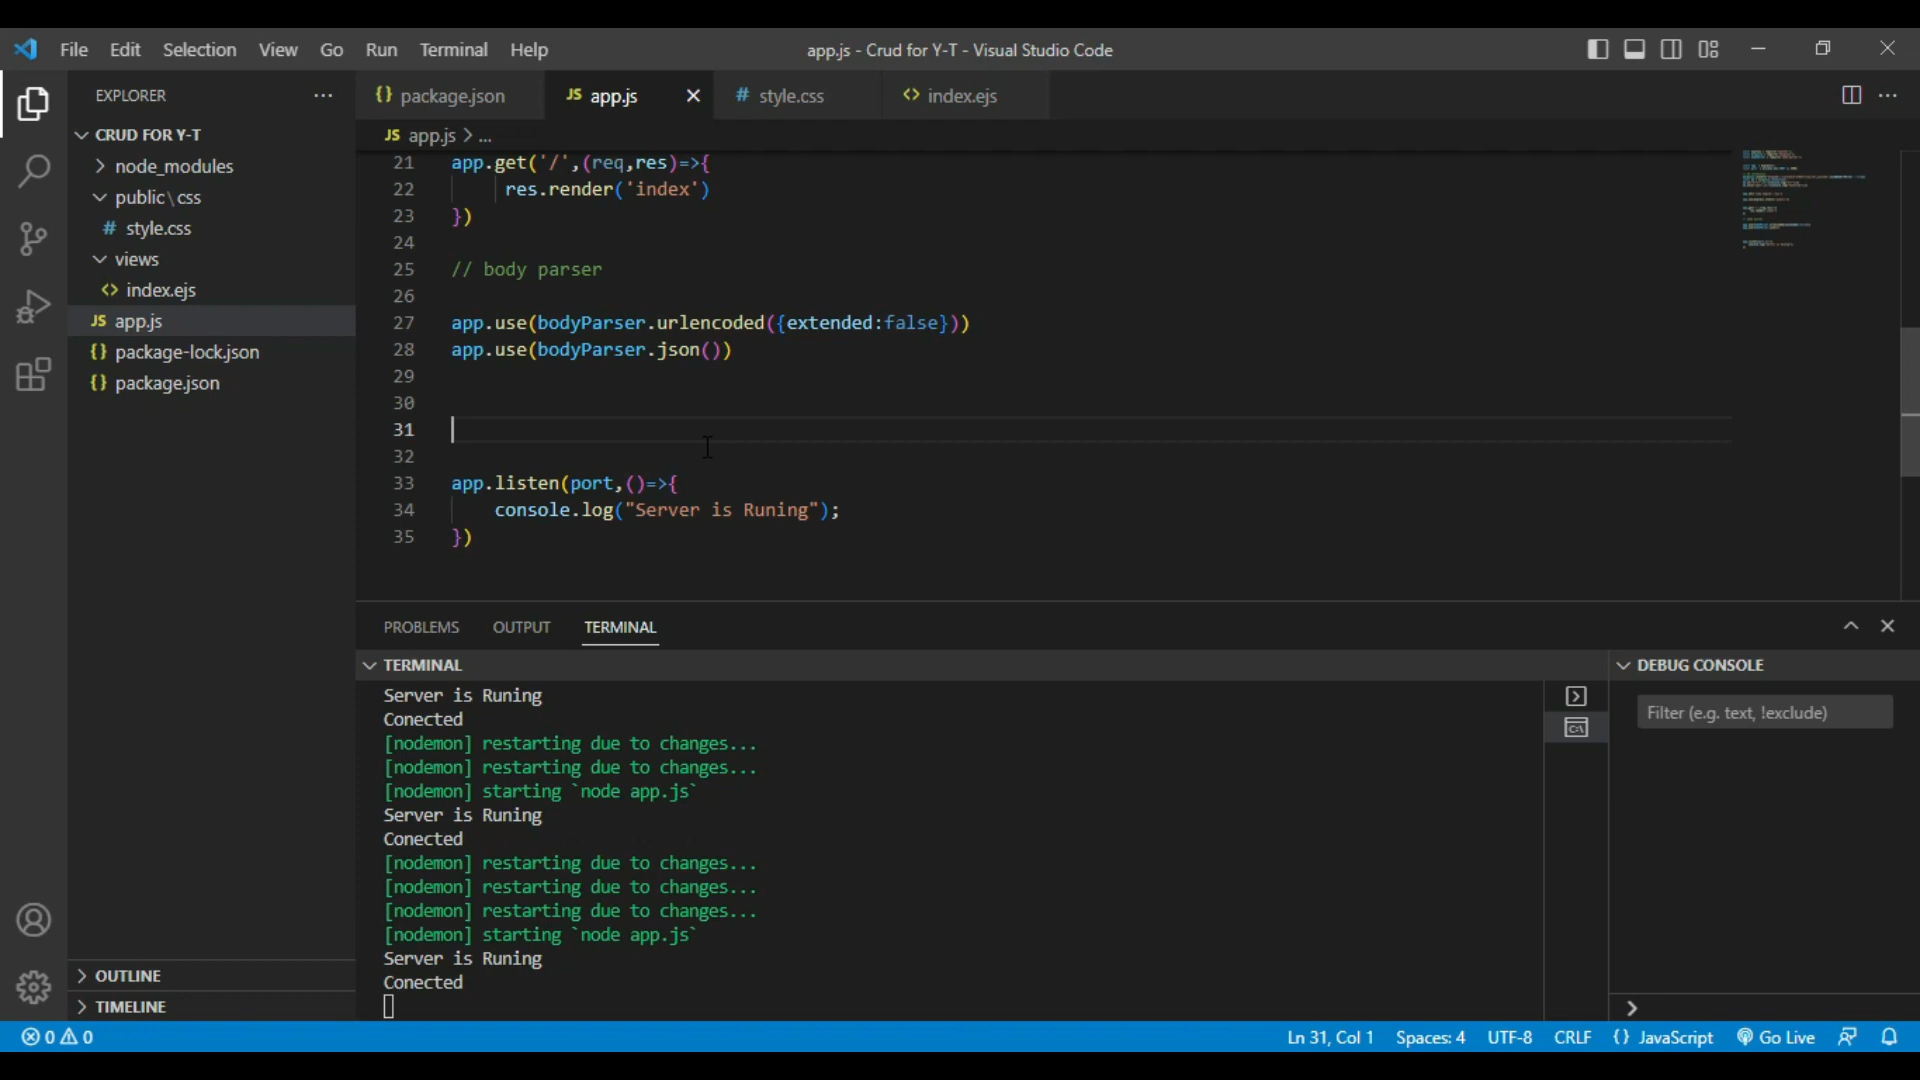 File Edit Selection View Go Run Terminal Help
app.js - Crud for Y-T - Visual Studio Code
EXPLORER
CRUD FOR Y-T
node_modules
public\css
# style.css
views
<> index.ejs
JS app.js
{} package-lock.json
{} package.json
OUTLINE
TIMELINE
{} package.json JS app.js # style.css <> index.ejs
JS app.js > ...
21 app.get('/',(req,res)=>{
22 res.render('index')
23 })
24
25 // body parser
26
27 app.use(bodyParser.urlencoded({extended:false}))
28 app.use(bodyParser.json())
29
30
31
32
33 app.listen(port,()=>{
34 console.log("Server is Runing");
35 })
PROBLEMS OUTPUT TERMINAL
TERMINAL
Server is Runing
Conected
[nodemon] restarting due to changes...
[nodemon] restarting due to changes...
[nodemon] starting `node app.js`
Server is Runing
Conected
[nodemon] restarting due to changes...
[nodemon] restarting due to changes...
[nodemon] restarting due to changes...
[nodemon] starting `node app.js`
Server is Runing
Conected
DEBUG CONSOLE
Filter (e.g. text, !exclude)
0 0
Ln 31, Col 1 Spaces: 4 UTF-8 CRLF {} JavaScript Go Live